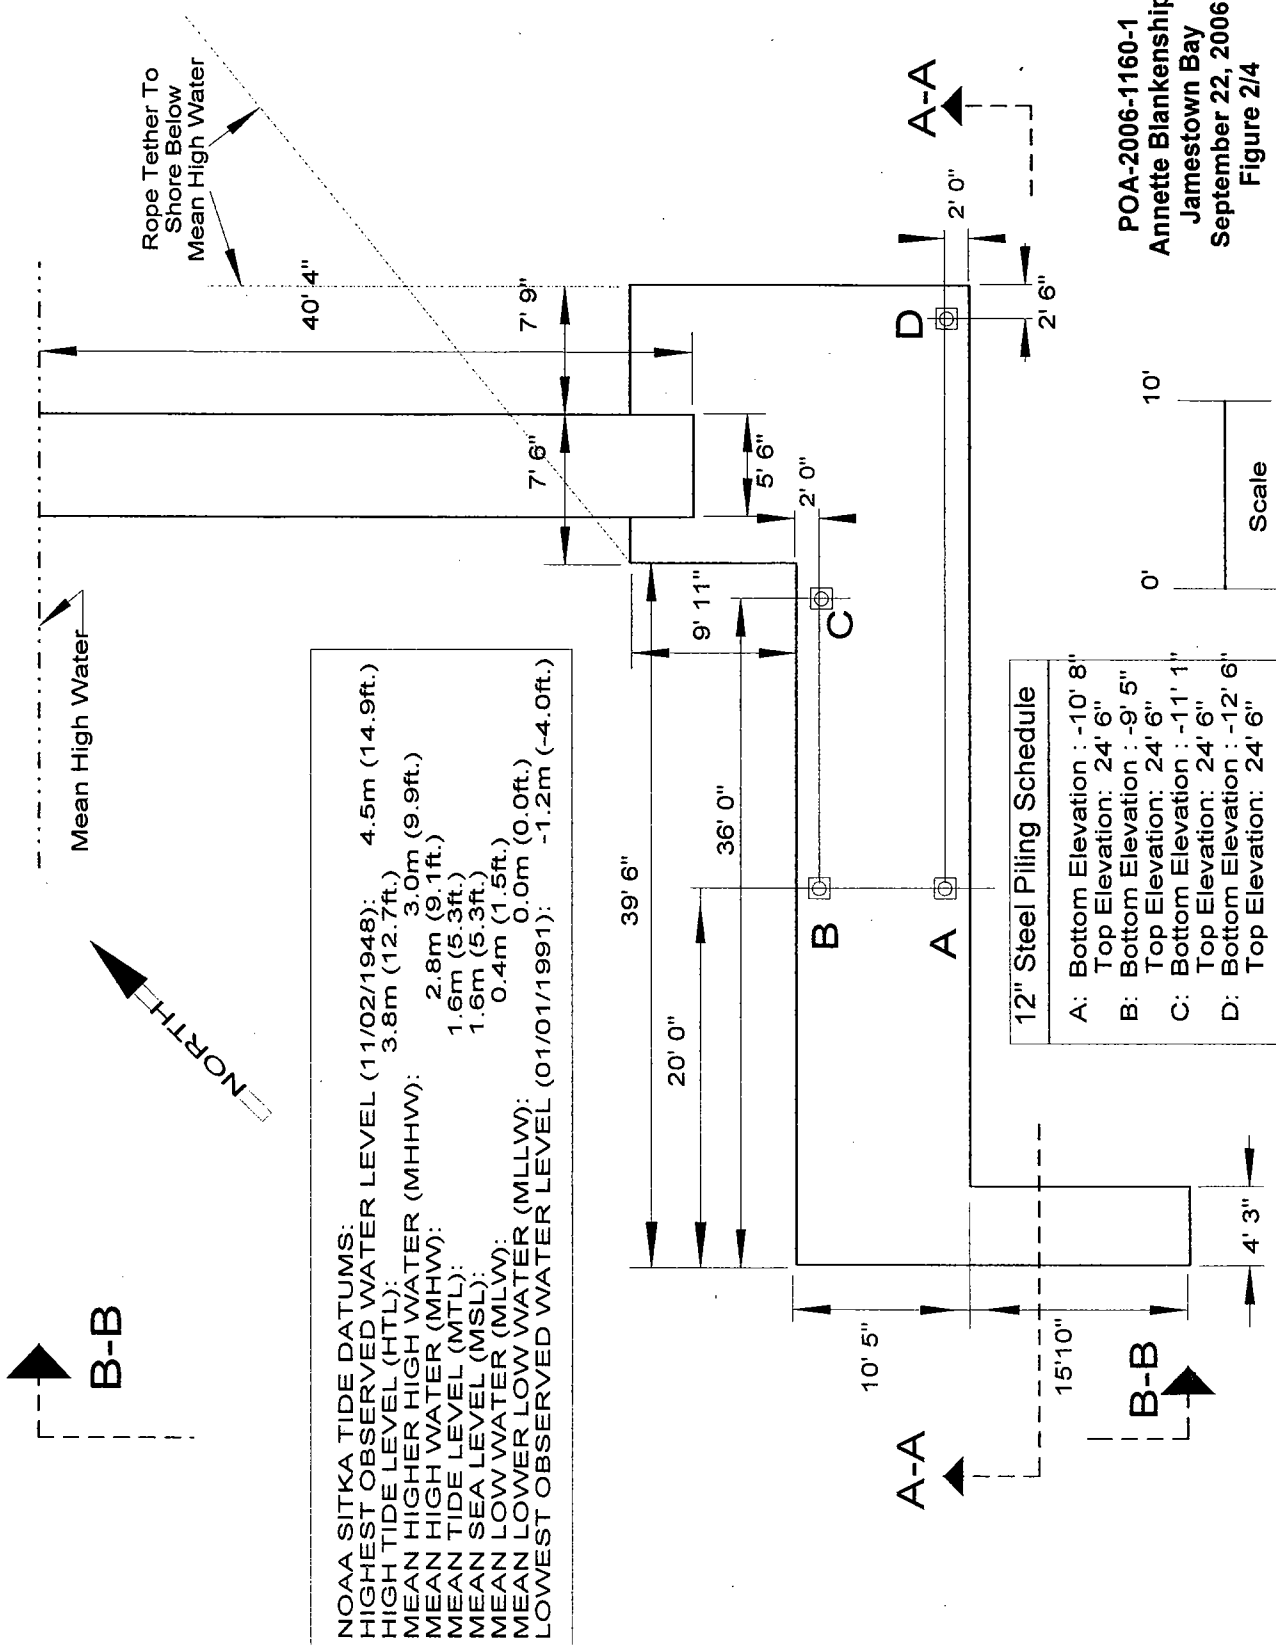 B-B
NORTH
Mean High Water
Rope Tether To
Shore Below
Mean High Water
NOAA SITKA TIDE DATUMS:
HIGHEST OBSERVED WATER LEVEL (11/02/1948): 4.5m (14.9ft.)
HIGH TIDE LEVEL (HTL): 3.8m (12.7ft.)
MEAN HIGHER HIGH WATER (MHHW): 3.0m (9.9ft.)
MEAN HIGH WATER (MHW): 2.8m (9.1ft.)
MEAN TIDE LEVEL (MTL): 1.6m (5.3ft.)
MEAN SEA LEVEL (MSL): 1.6m (5.3ft.)
MEAN LOW WATER (MLW): 0.4m (1.5ft.)
MEAN LOWER LOW WATER (MLLW): 0.0m (0.0ft.)
LOWEST OBSERVED WATER LEVEL (01/01/1991): -1.2m (-4.0ft.)
40' 4"
7' 6"
7' 9"
39' 6"
9' 11"
5' 6"
20' 0"
36' 0"
2' 0"
B
C
A
D
2' 0"
2' 6"
10' 5"
15'10"
4' 3"
A-A
A-A
B-B
12" Steel Piling Schedule
A: Bottom Elevation : -10' 8"
Top Elevation: 24' 6"
B: Bottom Elevation : -9' 5"
Top Elevation: 24' 6"
C: Bottom Elevation : -11' 1"
Top Elevation: 24' 6"
D: Bottom Elevation : -12' 6"
Top Elevation: 24' 6"
0'
10'
Scale
POA-2006-1160-1
Annette Blankenship
Jamestown Bay
September 22, 2006
Figure 2/4